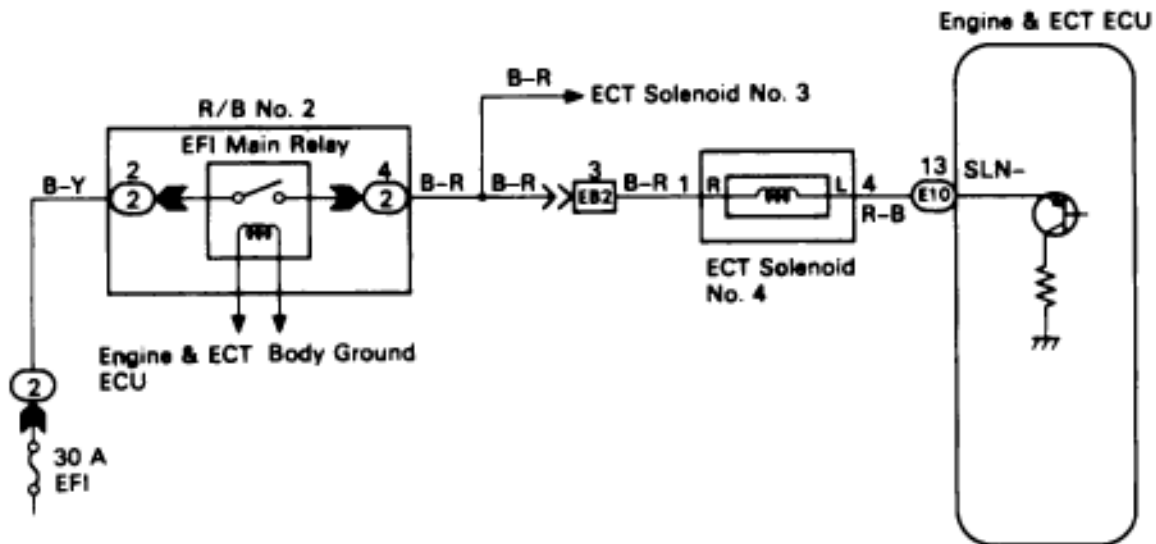 Engine & ECT ECU
B-R
ECT Solenoid No. 3
R/B No. 2
EFI Main Relay
B-Y
2
2
4
2
B-R
B-R
3
EB2
B-R
1
R
L
4
R-B
13
E10
SLN-
ECT Solenoid
No. 4
Engine & ECT
ECU
Body Ground
2
30 A
EFI